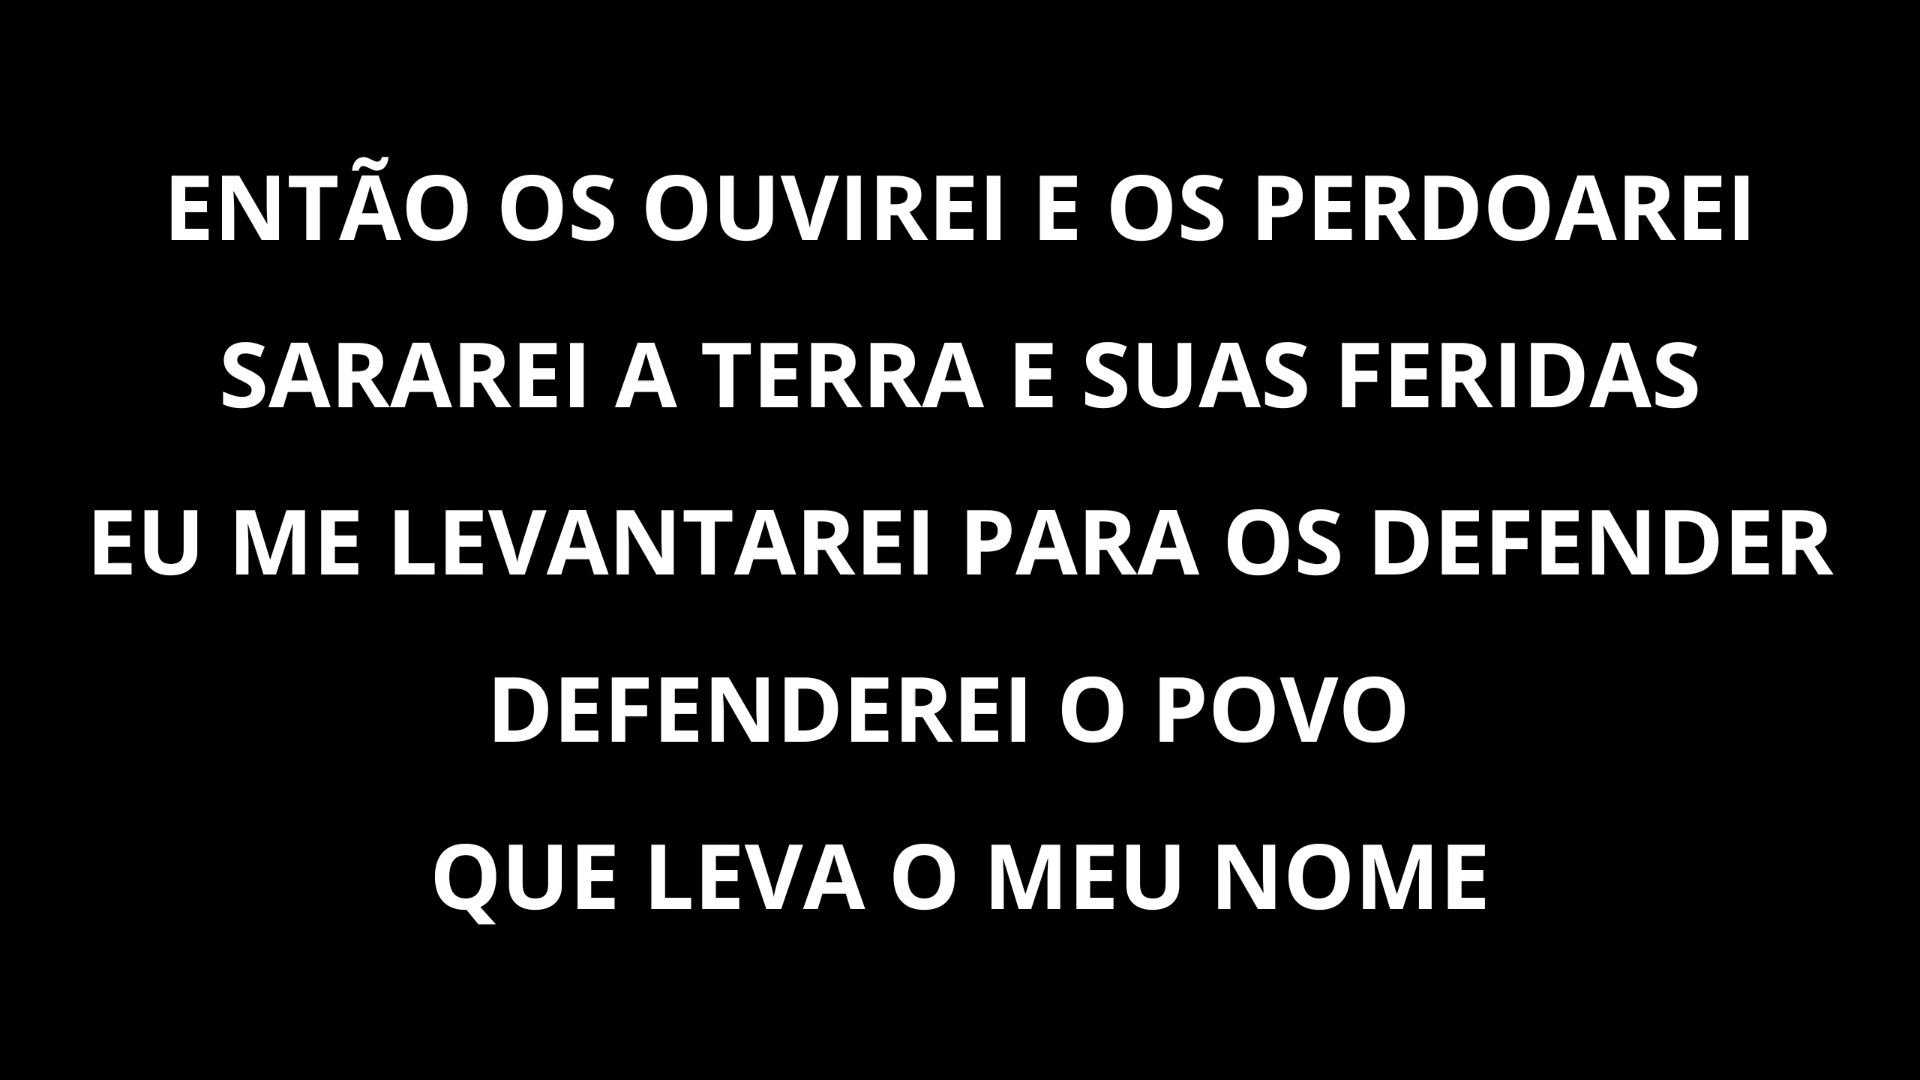 ENTÃO OS OUVIREI E OS PERDOAREI
SARAREI A TERRA E SUAS FERIDAS
EU ME LEVANTAREI PARA OS DEFENDER
DEFENDEREI O POVO
QUE LEVA O MEU NOME